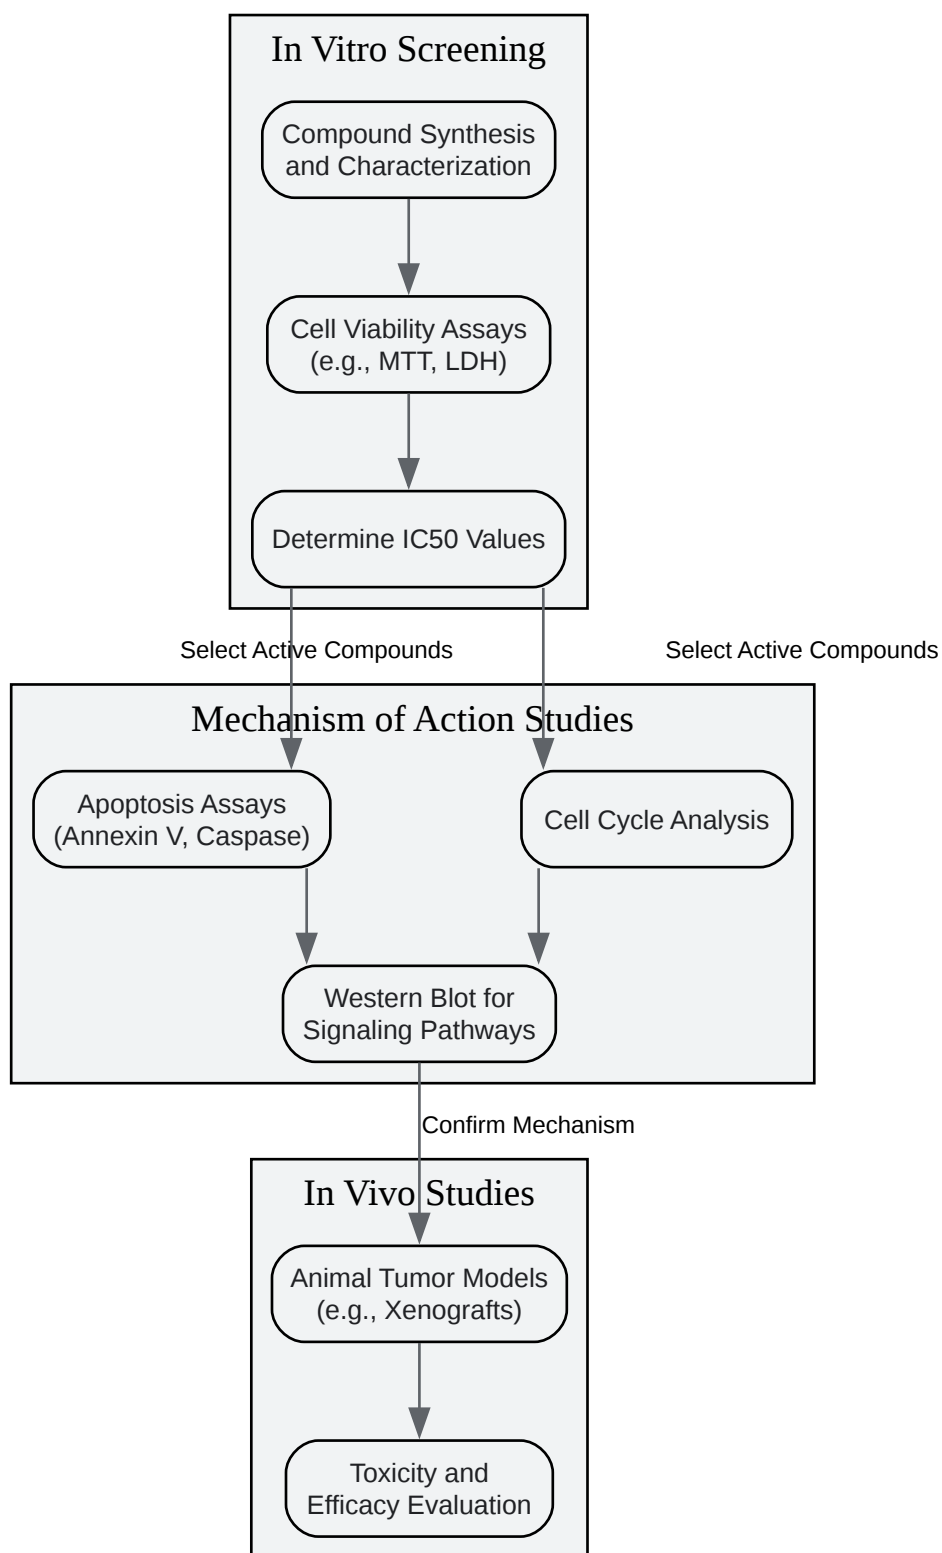 In Vitro Screening
Compound Synthesis
and Characterization
Cell Viability Assays
(e.g., MTT, LDH)
Determine IC50 Values
Select Active Compounds
Select Active Compounds
Mechanism of Action Studies
Apoptosis Assays
(Annexin V, Caspase)
Cell Cycle Analysis
Western Blot for
Signaling Pathways
Confirm Mechanism
In Vivo Studies
Animal Tumor Models
(e.g., Xenografts)
Toxicity and
Efficacy Evaluation